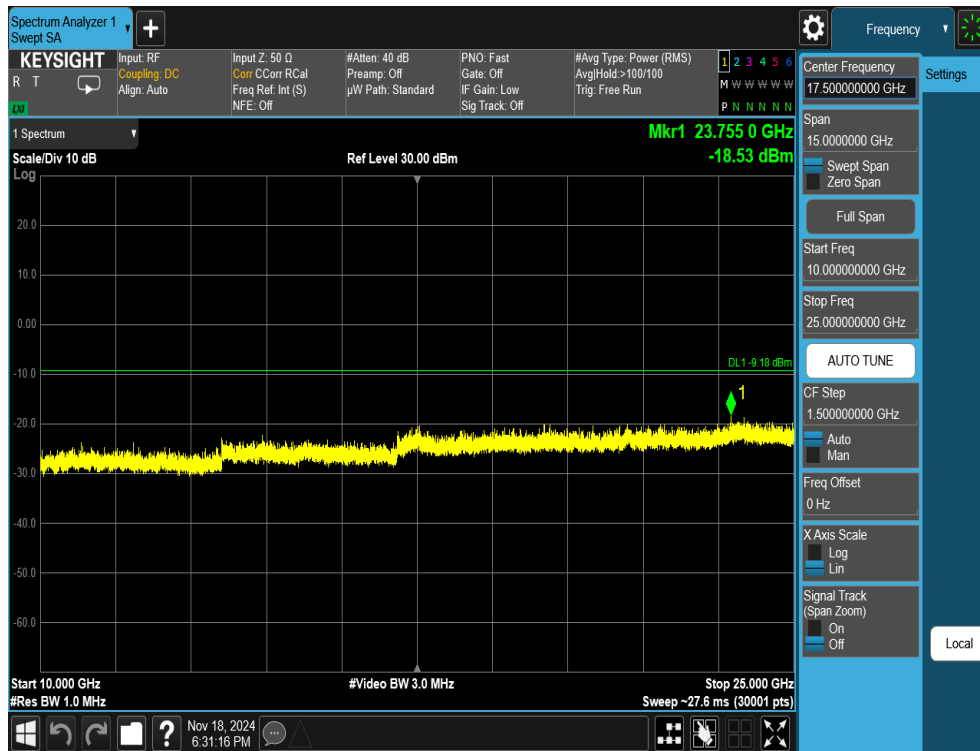 Spectrum Analyzer 1
Swept SA
+
Frequency
KEYSIGHT
R T
LXI
Input: RF
Coupling: DC
Align: Auto
Input Z: 50 Ω
Corr CCorr RCal
Freq Ref: Int (S)
NFE: Off
#Atten: 40 dB
Preamp: Off
µW Path: Standard
PNO: Fast
Gate: Off
IF Gain: Low
Sig Track: Off
#Avg Type: Power (RMS)
Avg|Hold:>100/100
Trig: Free Run
1 2 3 4 5 6
M W W W W W
P N N N N N
1 Spectrum
Scale/Div 10 dB
Log
Ref Level 30.00 dBm
Mkr1 23.755 0 GHz
-18.53 dBm
20.0
10.0
0.00
DL1 -9.18 dBm
-10.0
1
-20.0
-30.0
-40.0
-50.0
-60.0
Start 10.000 GHz
#Res BW 1.0 MHz
#Video BW 3.0 MHz
Stop 25.000 GHz
Sweep ~27.6 ms (30001 pts)
Center Frequency
17.500000000 GHz
Span
15.0000000 GHz
Swept Span
Zero Span
Full Span
Start Freq
10.000000000 GHz
Stop Freq
25.000000000 GHz
AUTO TUNE
CF Step
1.500000000 GHz
Auto
Man
Freq Offset
0 Hz
X Axis Scale
Log
Lin
Signal Track
(Span Zoom)
On
Off
Settings
Local
?
Nov 18, 2024
6:31:16 PM